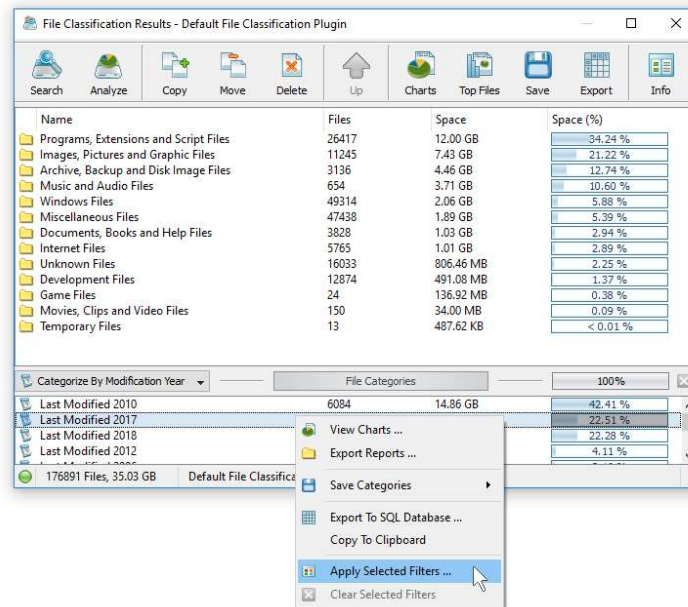 File Classification Results - Default File Classification Plugin
Search Analyze Copy Move Delete Up Charts Top Files Save Export Info
Name Files Space Space (%)
Programs, Extensions and Script Files 26417 12.00 GB 34.24 %
Images, Pictures and Graphic Files 11245 7.43 GB 21.22 %
Archive, Backup and Disk Image Files 3136 4.46 GB 12.74 %
Music and Audio Files 654 3.71 GB 10.60 %
Windows Files 49314 2.06 GB 5.88 %
Miscellaneous Files 47438 1.89 GB 5.39 %
Documents, Books and Help Files 3828 1.03 GB 2.94 %
Internet Files 5765 1.01 GB 2.89 %
Unknown Files 16033 806.46 MB 2.25 %
Development Files 12874 491.08 MB 1.37 %
Game Files 24 136.92 MB 0.38 %
Movies, Clips and Video Files 150 34.00 MB 0.09 %
Temporary Files 13 487.62 KB < 0.01 %
Categorize By Modification Year File Categories 100%
Last Modified 2010 6084 14.86 GB 42.41 %
Last Modified 2017 22.51 %
Last Modified 2018 22.28 %
Last Modified 2012 4.11 %
176891 Files, 35.03 GB Default File Classifica
View Charts ...
Export Reports ...
Save Categories
Export To SQL Database ...
Copy To Clipboard
Apply Selected Filters ...
Clear Selected Filters